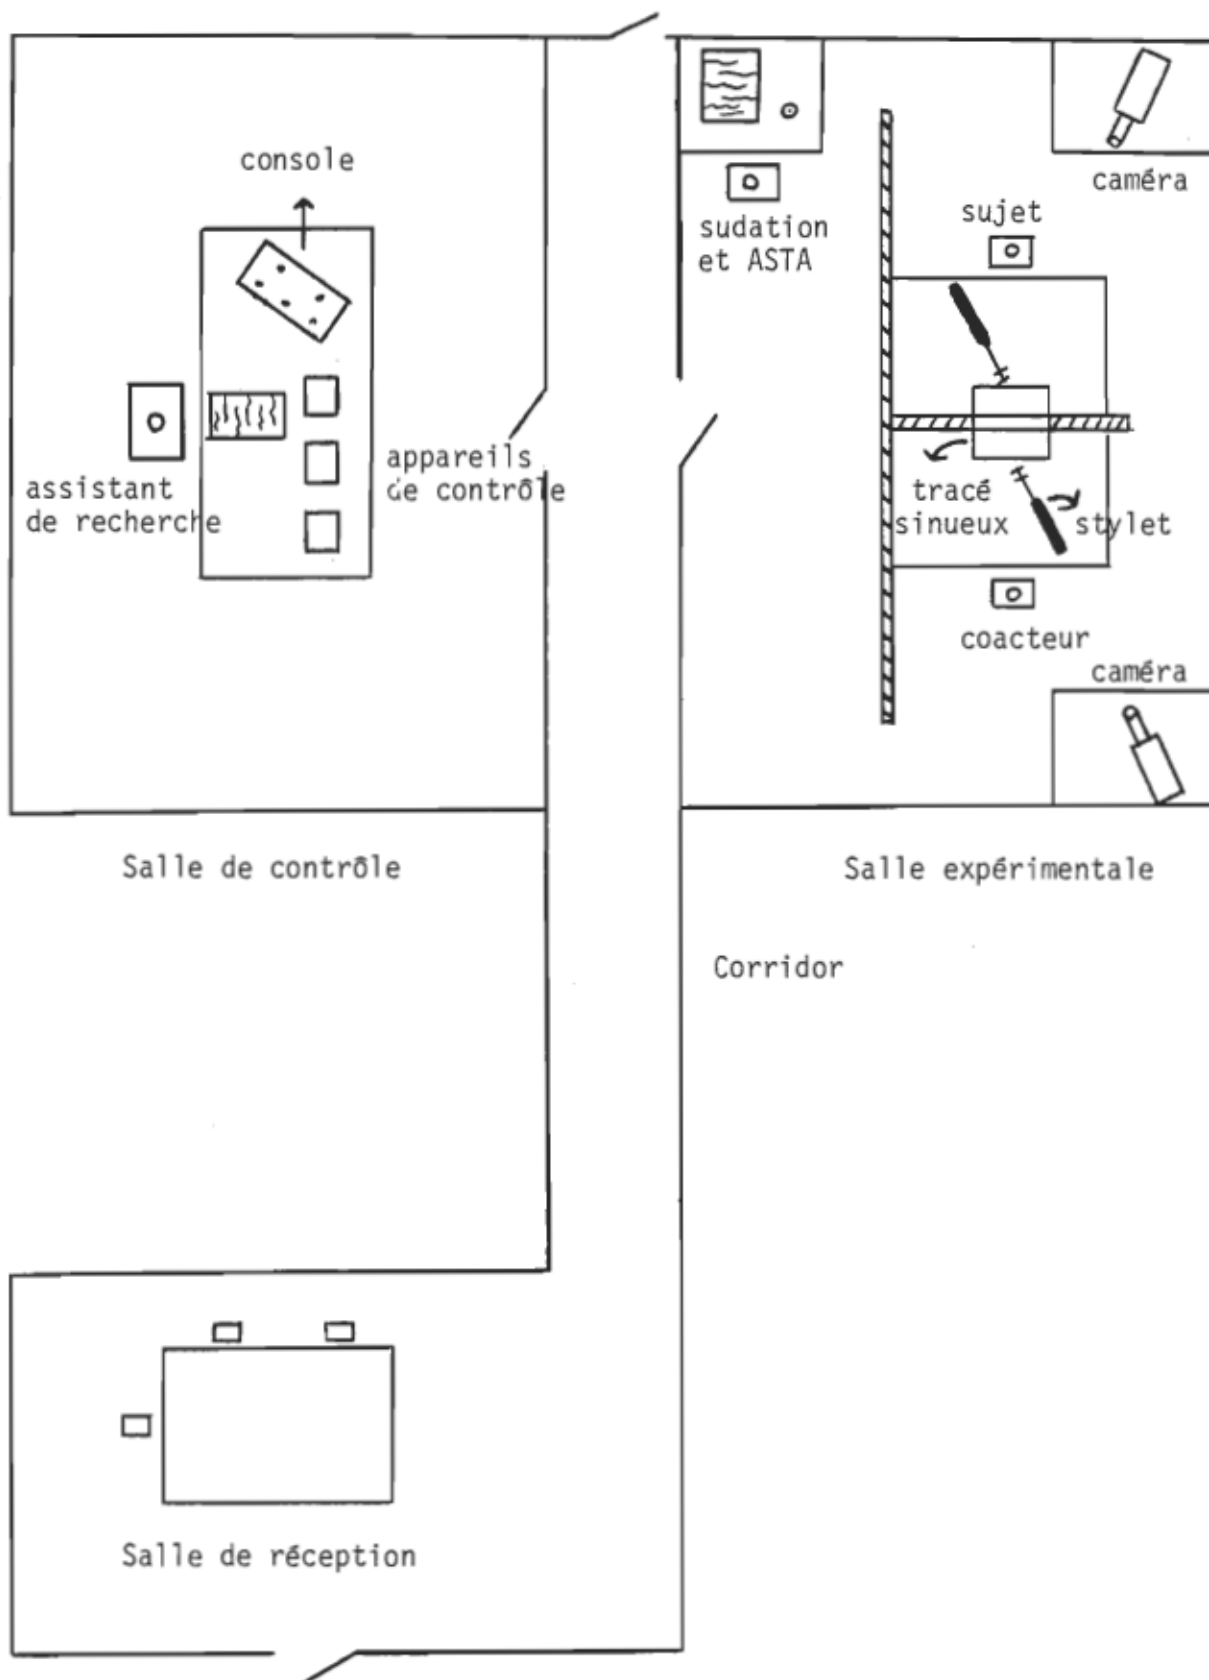 console
caméra
sujet
sudation
et ASTA
assistant
de recherche
appareils
de contrôle
tracé
sinueux
stylet
coacteur
caméra
Salle de contrôle
Salle expérimentale
Corridor
Salle de réception